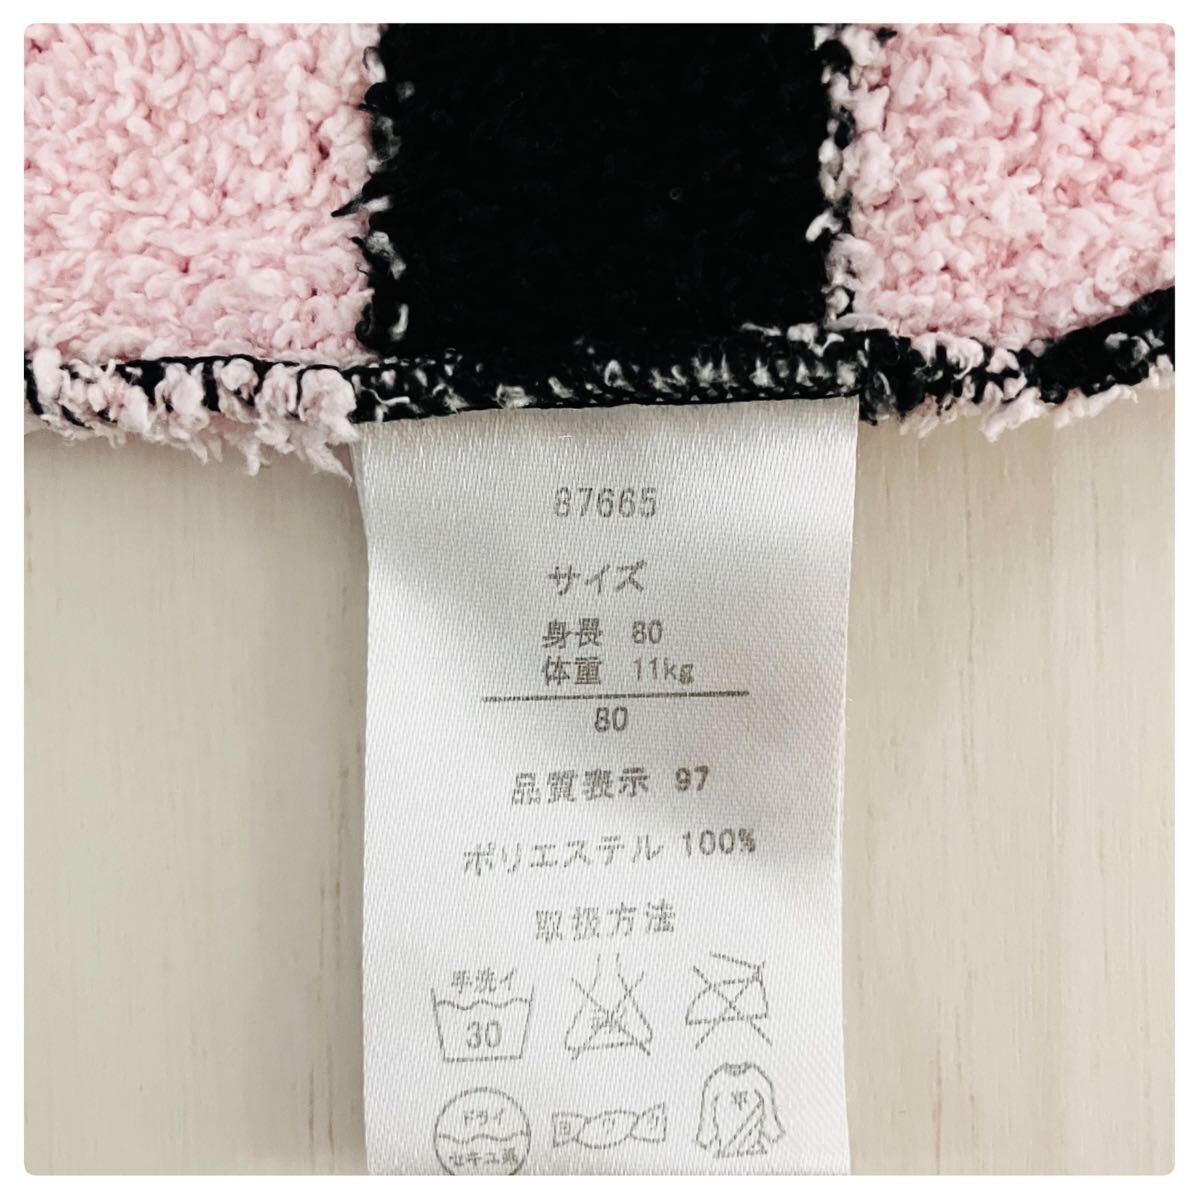 87665
サイズ
身長 80
体重 11kg
80
品質表示 97
ポリエステル 100%
取扱方法
手洗イ
30
ドライ
セキユ系